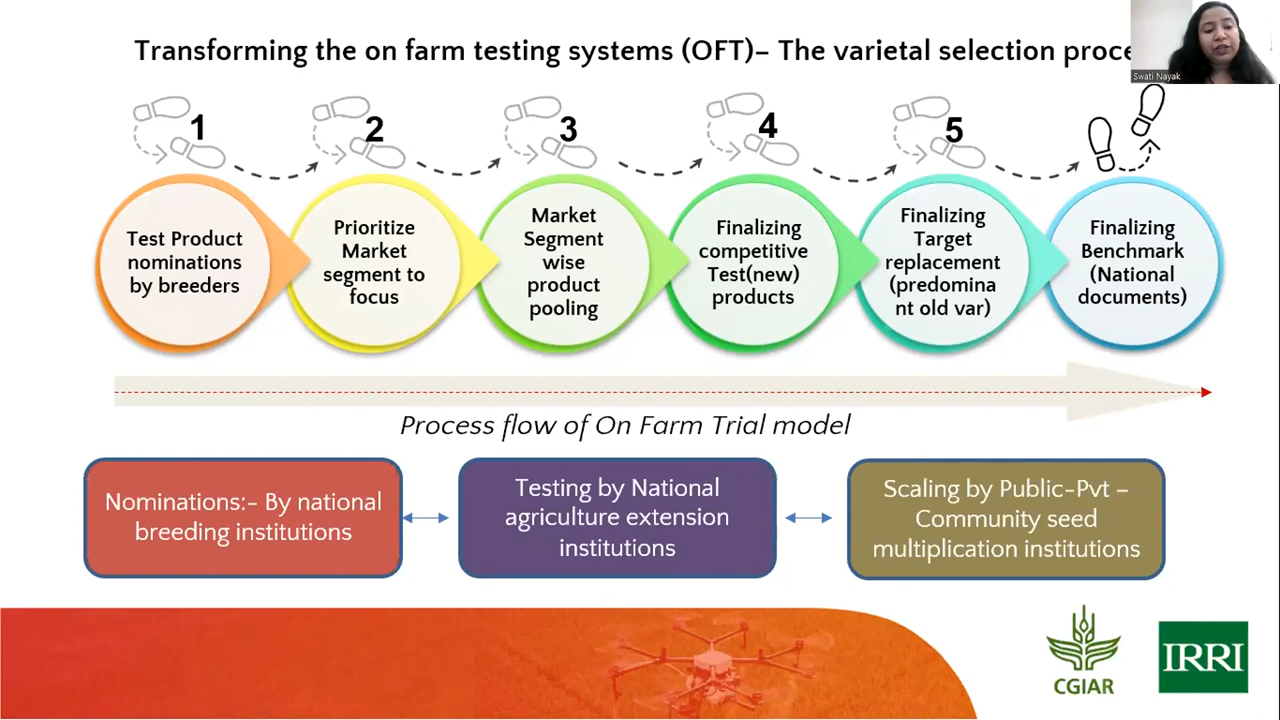 Transforming the on farm testing systems (OFT)– The varietal selection proce
Swati Nayak
1
2
3
4
5
Test Product
nominations
by breeders
Prioritize
Market
segment to
focus
Market
Segment
wise
product
pooling
Finalizing
competitive
Test(new)
products
Finalizing
Target
replacement
(predomina
nt old var)
Finalizing
Benchmark
(National
documents)
Process flow of On Farm Trial model
Nominations:- By national
breeding institutions
Testing by National
agriculture extension
institutions
Scaling by Public-Pvt –
Community seed
multiplication institutions
CGIAR
IRRI